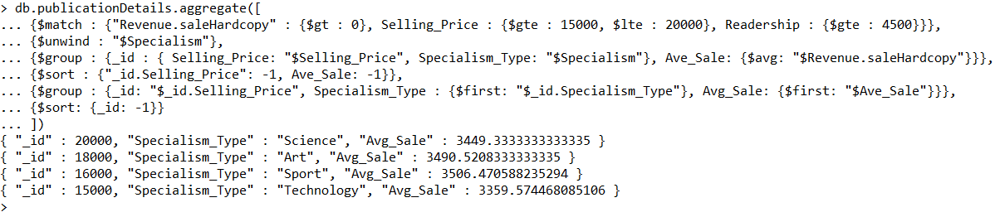 > db.publicationDetails.aggregate([
... {$match : {"Revenue.saleHardcopy" : {$gt : 0}, Selling_Price : {$gte : 15000, $lte : 20000}, Readership : {$gte : 4500}}},
... {$unwind : "$Specialism"},
... {$group : {_id : { Selling_Price: "$Selling_Price", Specialism_Type: "$Specialism"}, Ave_Sale: {$avg: "$Revenue.saleHardcopy"}}},
... {$sort : {"_id.Selling_Price": -1, Ave_Sale: -1}},
... {$group : {_id: "$_id.Selling_Price", Specialism_Type : {$first: "$_id.Specialism_Type"}, Avg_Sale: {$first: "$Ave_Sale"}}},
... {$sort: {_id: -1}}
... ])
{ "_id" : 20000, "Specialism_Type" : "Science", "Avg_Sale" : 3449.3333333333335 }
{ "_id" : 18000, "Specialism_Type" : "Art", "Avg_Sale" : 3490.5208333333335 }
{ "_id" : 16000, "Specialism_Type" : "Sport", "Avg_Sale" : 3506.470588235294 }
{ "_id" : 15000, "Specialism_Type" : "Technology", "Avg_Sale" : 3359.574468085106 }
>